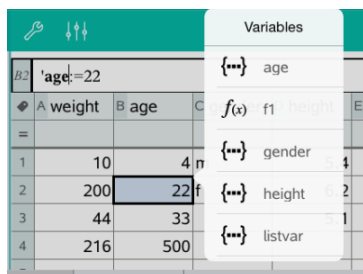 Variables
B2 'age:=22
{···} age
A weight B age C D height E
f(x) f1
=
{···} gender
1 10 4 m 5.4
2 200 22 f 6.2
{···} height
3 44 33 5.1
4 216 500
{···} listvar